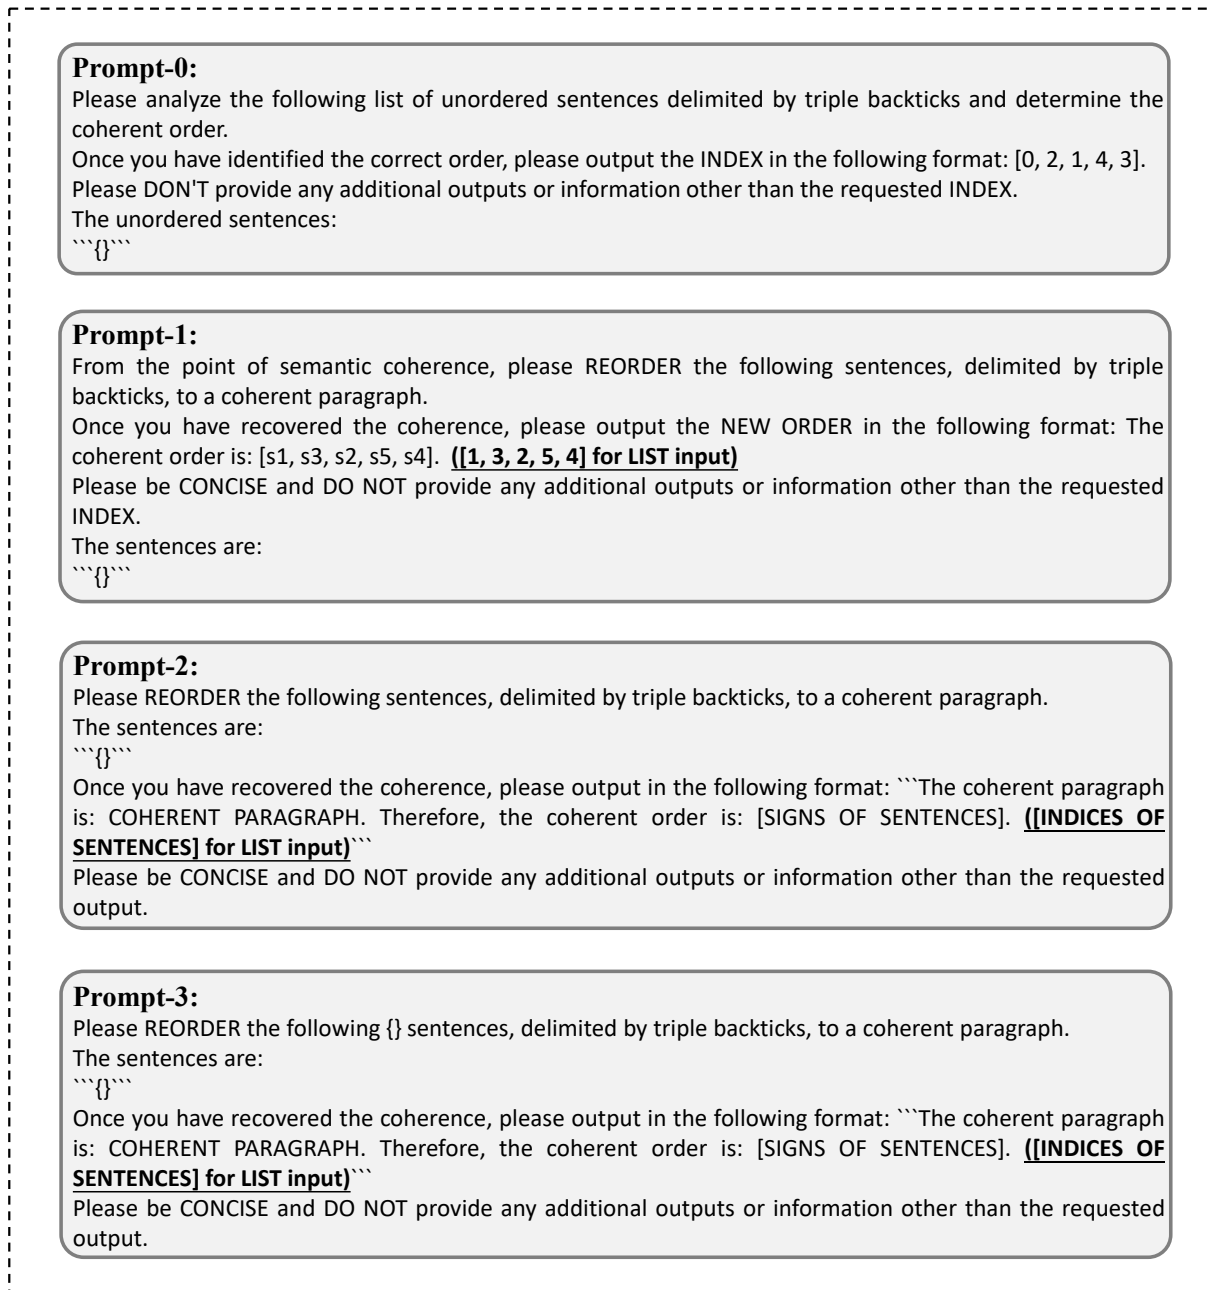 Prompt-0:
Please analyze the following list of unordered sentences delimited by triple backticks and determine the
coherent order.
Once you have identified the correct order, please output the INDEX in the following format: [0, 2, 1, 4, 3].
Please DON'T provide any additional outputs or information other than the requested INDEX.
The unordered sentences:
```{}```
Prompt-1:
From the point of semantic coherence, please REORDER the following sentences, delimited by triple
backticks, to a coherent paragraph.
Once you have recovered the coherence, please output the NEW ORDER in the following format: The
coherent order is: [s1, s3, s2, s5, s4]. ([1, 3, 2, 5, 4] for LIST input)
Please be CONCISE and DO NOT provide any additional outputs or information other than the requested
INDEX.
The sentences are:
```{}```
Prompt-2:
Please REORDER the following sentences, delimited by triple backticks, to a coherent paragraph.
The sentences are:
```{}```
Once you have recovered the coherence, please output in the following format: ```The coherent paragraph
is: COHERENT PARAGRAPH. Therefore, the coherent order is: [SIGNS OF SENTENCES]. ([INDICES OF
SENTENCES] for LIST input)```
Please be CONCISE and DO NOT provide any additional outputs or information other than the requested
output.
Prompt-3:
Please REORDER the following {} sentences, delimited by triple backticks, to a coherent paragraph.
The sentences are:
```{}```
Once you have recovered the coherence, please output in the following format: ```The coherent paragraph
is: COHERENT PARAGRAPH. Therefore, the coherent order is: [SIGNS OF SENTENCES]. ([INDICES OF
SENTENCES] for LIST input)```
Please be CONCISE and DO NOT provide any additional outputs or information other than the requested
output.